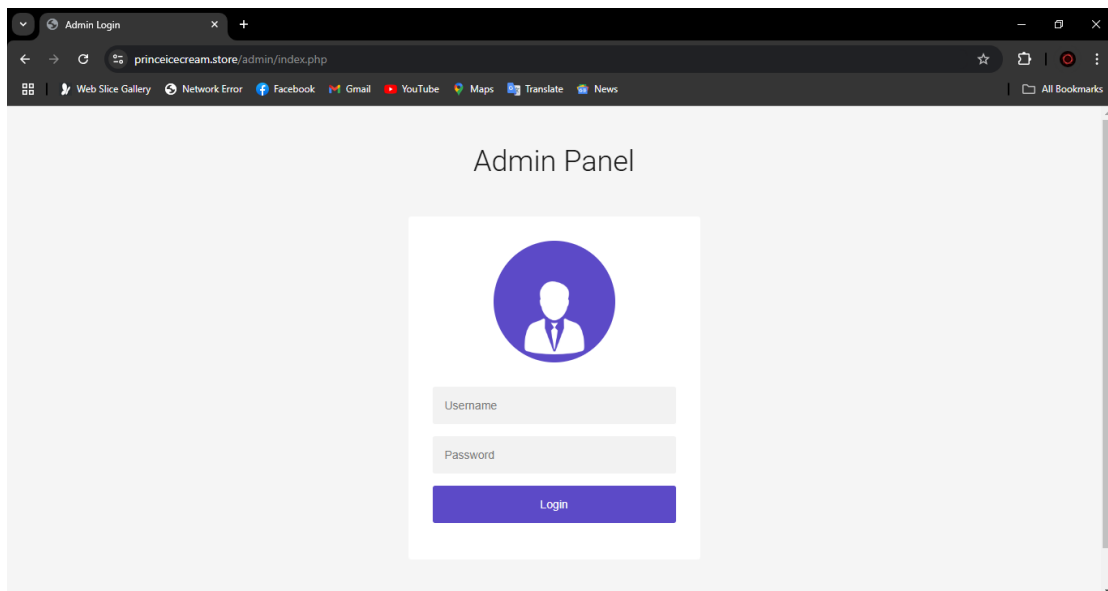 Admin Login
princeicecream.store/admin/index.php
Web Slice Gallery Network Error Facebook Gmail YouTube Maps Translate News All Bookmarks
Admin Panel
Username
Password
Login